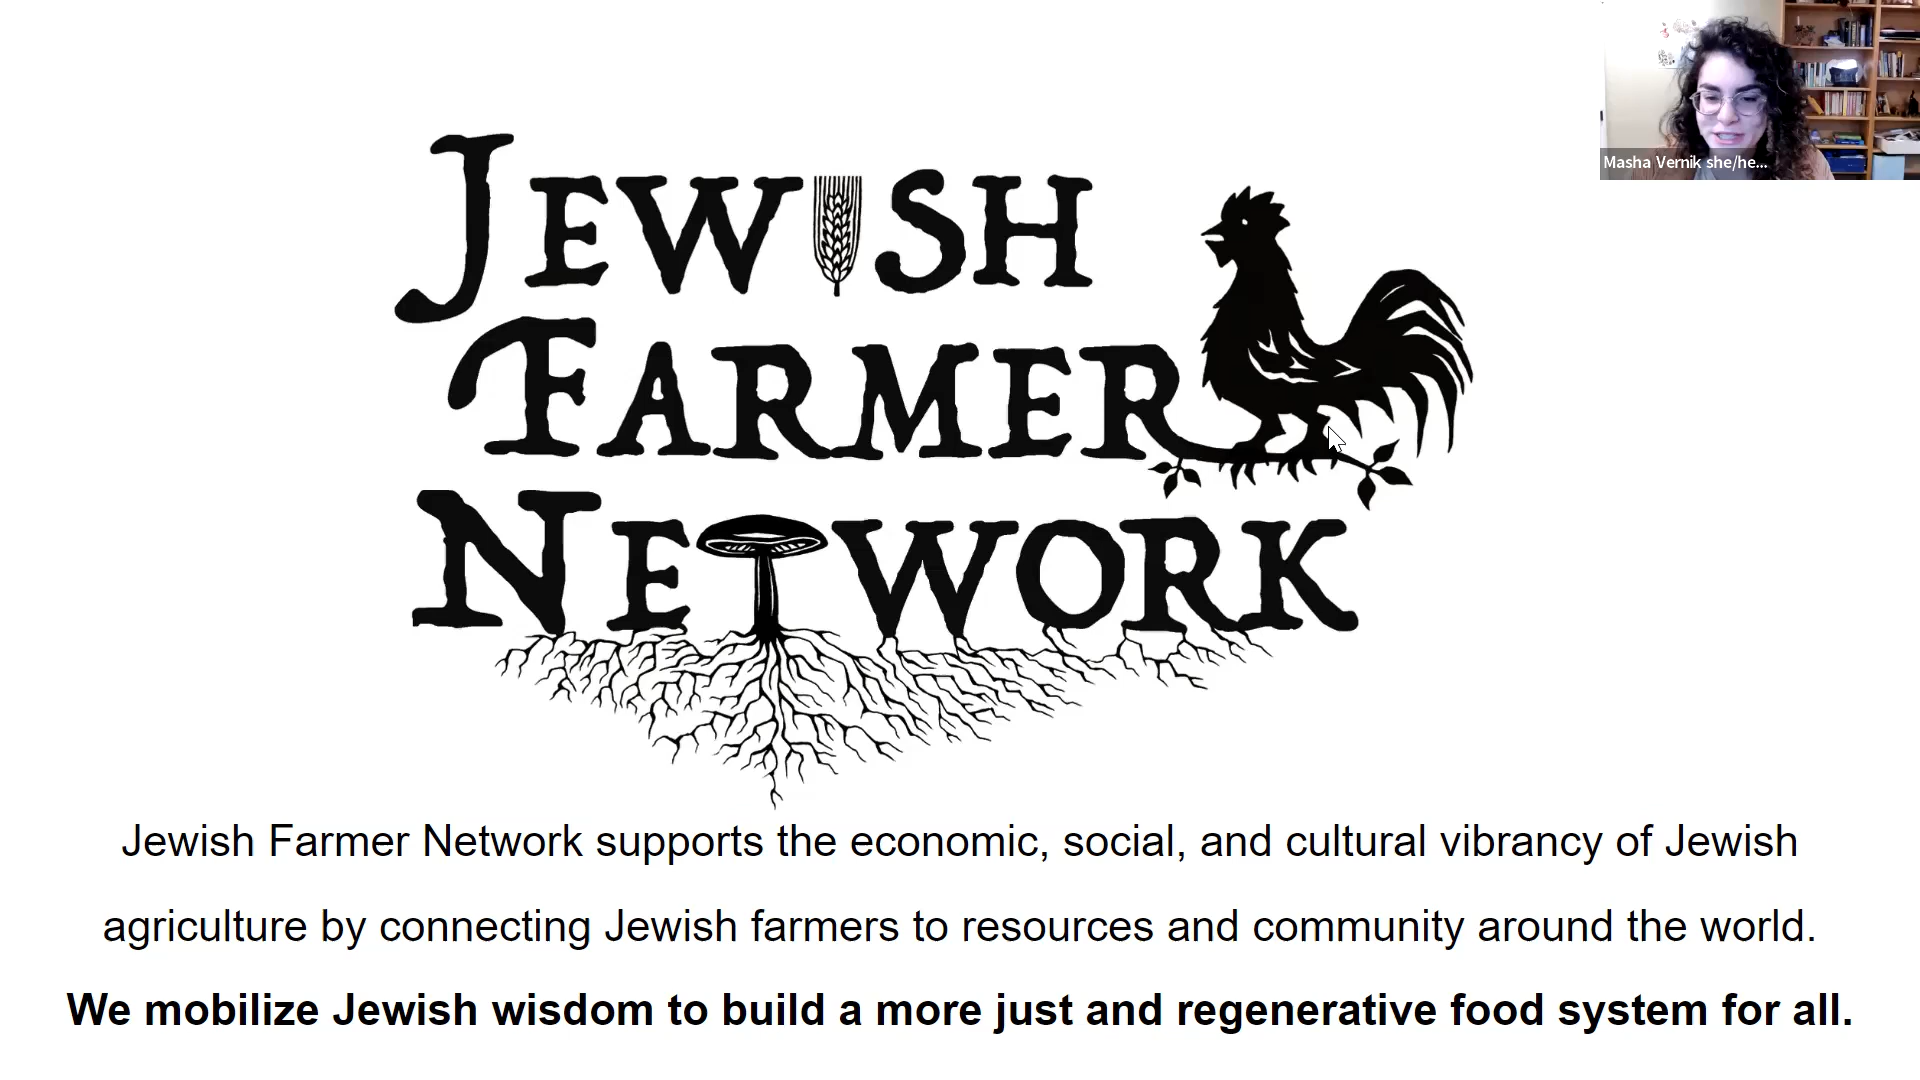 JEWISH
FARMER
NETWORK
Masha Vernik she/he...
Jewish Farmer Network supports the economic, social, and cultural vibrancy of Jewish
agriculture by connecting Jewish farmers to resources and community around the world.
We mobilize Jewish wisdom to build a more just and regenerative food system for all.